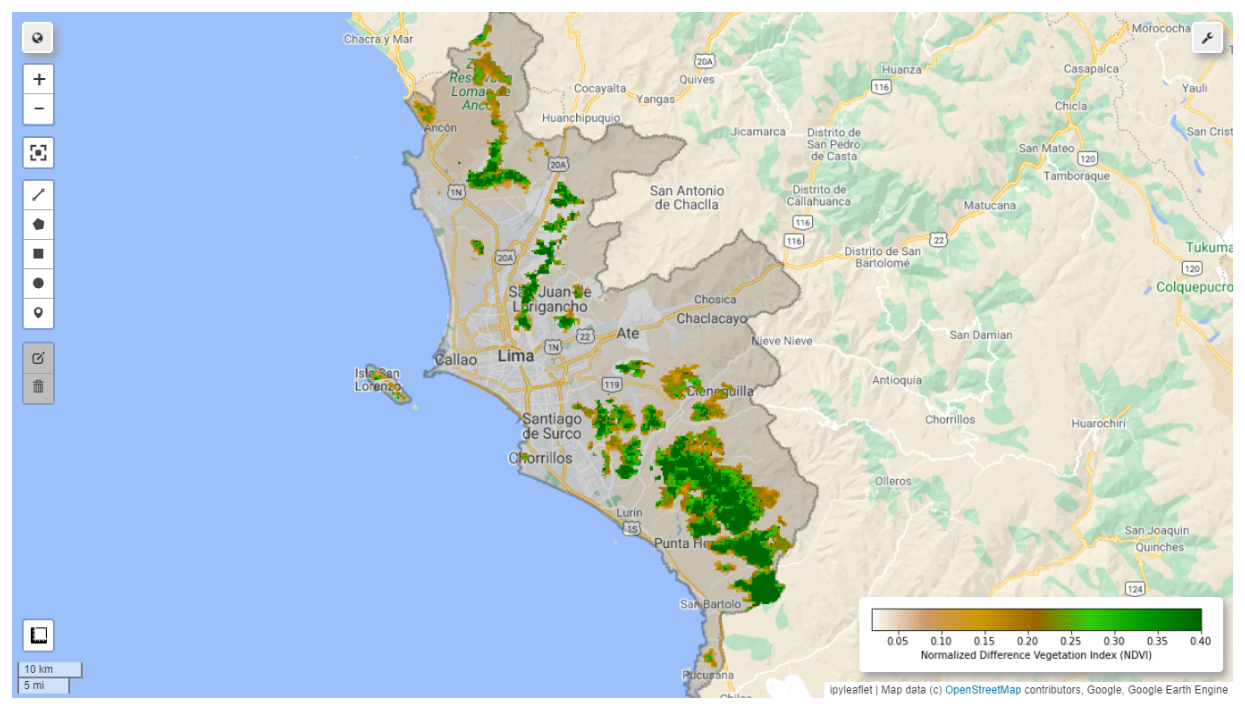 Chacra y Mar
Morococha
20A
Huanza
Casapalca
Zona
Reservada
Lomas de
Ancón
Quives
116
Cocayalta
Yangas
Yauli
Chicla
Ancón
Huanchipuquio
Jicamarca
Distrito de
San Pedro
de Casta
San Crist
San Mateo
120
20A
Tamboraque
1N
San Antonio
de Chaclla
Distrito de
Callahuanca
Matucana
116
116
22
Distrito de San
Bartolomé
Tukuma
20A
120
Colquepucro
San Juan de
Lurigancho
Chosica
Chaclacayo
Ate
22
1N
Nieve Nieve
San Damian
Callao
Lima
Isla San
Lorenzo
119
Cieneguilla
Antioquía
Chorrillos
Huarochirí
Santiago
de Surco
Chorrillos
Olleros
Lurín
1S
Punta He
San Joaquin
Quinches
124
San Bartolo
Pucusana
Chilca
+
−
10 km
5 mi
0.05 0.10 0.15 0.20 0.25 0.30 0.35 0.40
Normalized Difference Vegetation Index (NDVI)
ipyleaflet | Map data (c) OpenStreetMap contributors, Google, Google Earth Engine